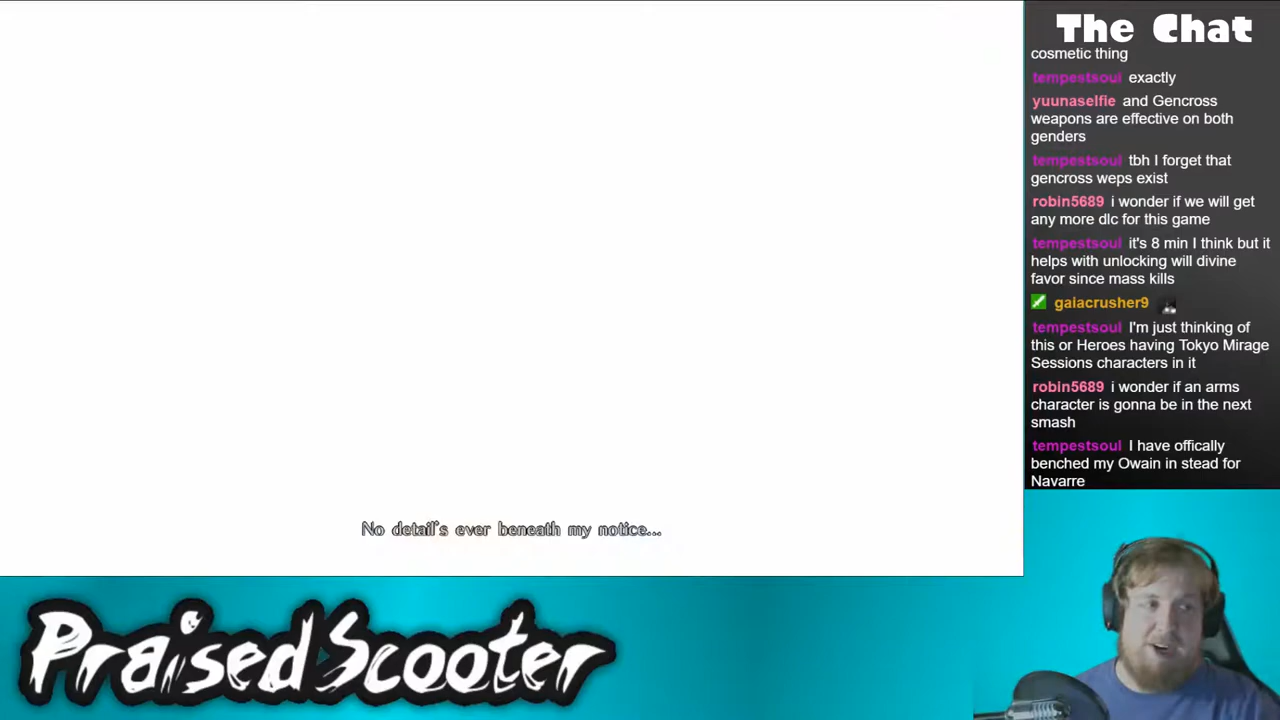 The Chat
cosmetic thing
tempestsoul exactly
yuunaselfie and Gencross
weapons are effective on both
genders
tempestsoul tbh I forget that
gencross weps exist
robin5689 i wonder if we will get
any more dlc for this game
tempestsoul it's 8 min I think but it
helps with unlocking will divine
favor since mass kills
gaiacrusher9
tempestsoul I'm just thinking of
this or Heroes having Tokyo Mirage
Sessions characters in it
robin5689 i wonder if an arms
character is gonna be in the next
smash
tempestsoul I have offically
benched my Owain in stead for
Navarre
No detail's ever beneath my notice...
PraisedScooter